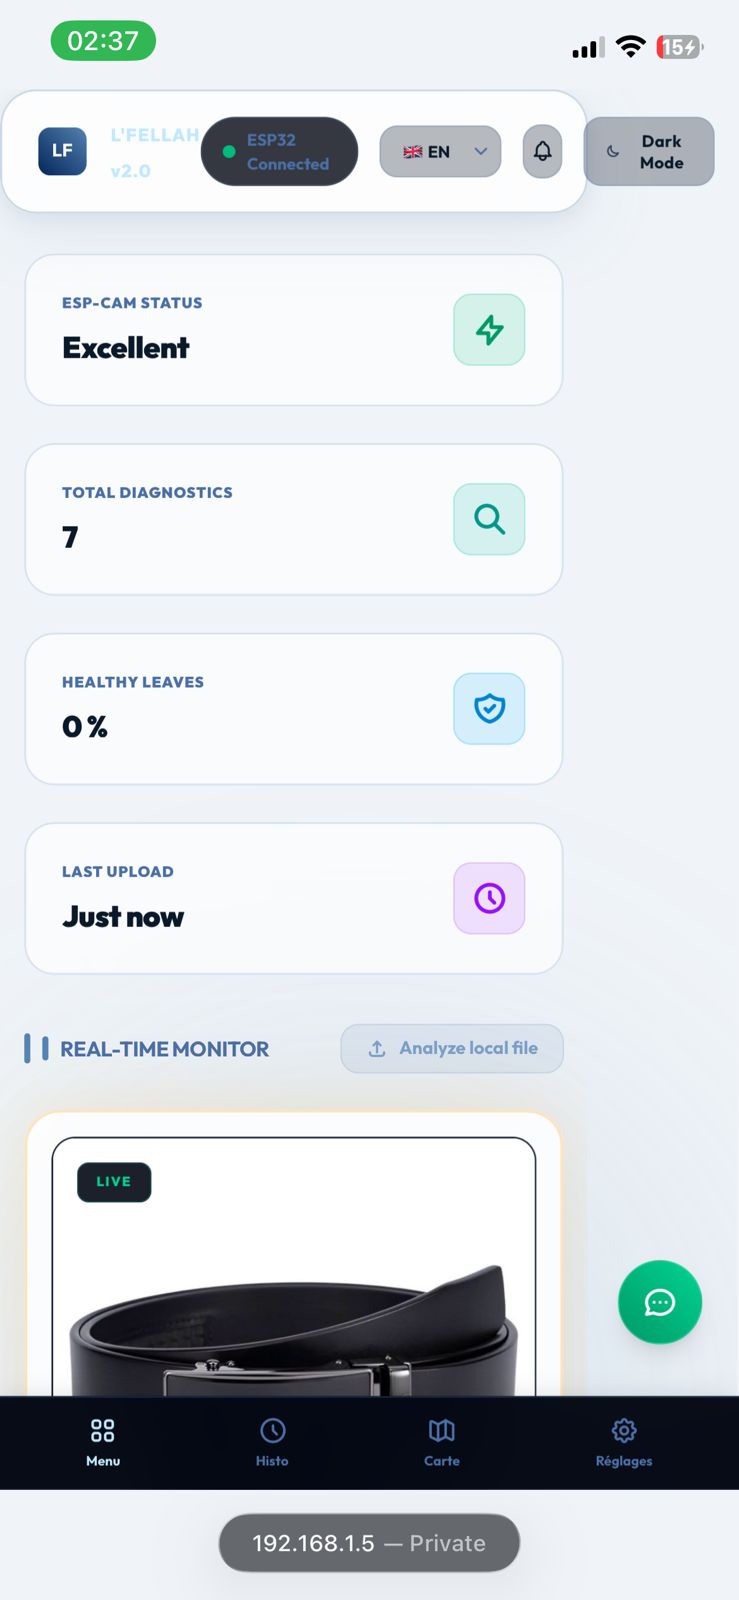 02:37
15
LF
L'FELLAH
v2.0
ESP32
Connected
EN
Dark
Mode
ESP-CAM STATUS
Excellent
TOTAL DIAGNOSTICS
7
HEALTHY LEAVES
0%
LAST UPLOAD
Just now
REAL-TIME MONITOR
Analyze local file
LIVE
Menu
Histo
Carte
Réglages
192.168.1.5 — Private